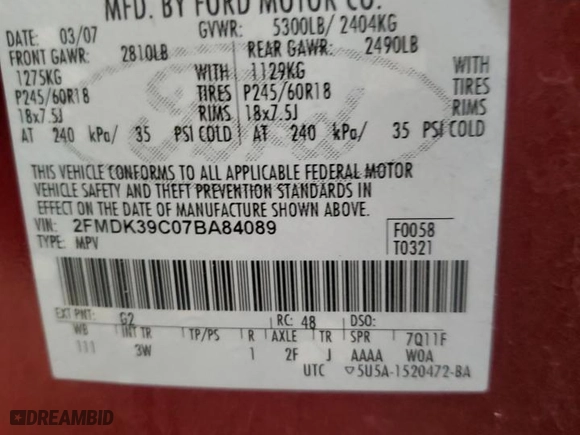 MFD. BY FORD MOTOR CO.
DATE: 03/07 GVWR: 5300LB/ 2404KG
FRONT GAWR: 2810LB REAR GAWR: 2490LB
1275KG WITH 1129KG WITH
P245/60R18 TIRES P245/60R18 TIRES
18x7.5J RIMS 18x7.5J RIMS
AT 240 kPa/ 35 PSI COLD AT 240 kPa/ 35 PSI COLD
THIS VEHICLE CONFORMS TO ALL APPLICABLE FEDERAL MOTOR
VEHICLE SAFETY AND THEFT PREVENTION STANDARDS IN
EFFECT ON THE DATE OF MANUFACTURE SHOWN ABOVE.
VIN: 2FMDK39C07BA84089 F0058
TYPE: MPV T0321
EXT PNT: G2 RC: 48 DSO:
WB INT TR TP/PS R AXLE TR SPR 7Q11F
111 3W 1 2F J AAAA W0A
UTC ▽5U5A-1520472-BA
DREAMBID